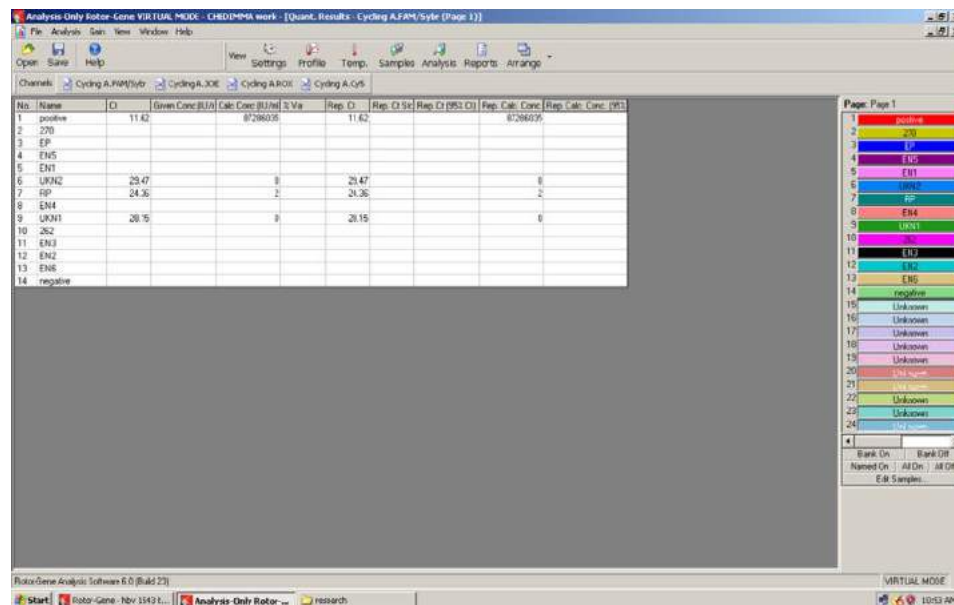 Analysis-Only Rotor-Gene VIRTUAL MODE - CHEDIMMA work - [Quant. Results - Cycling A.FAM/Sybr (Page 1)]
File Analysis Gain View Window Help
Open Save Help View Settings Profile Temp. Samples Analysis Reports Arrange
Channels Cycling A.FAM/Sybr Cycling A.JOE Cycling A.ROX Cycling A.Cy5
No. Name Ct Given Conc (IU/ Calc Conc (IU/ml % Va Rep. Ct Rep. Ct Rep. Ct (95% CI) Rep. Calc. Conc Rep. Calc. Conc. (95%
1 positive 11.62 87286035 11.62 87286035
2 270
3 EP
4 EN5
5 EN1
6 UKN2 29.47 0 29.47 0
7 RP 24.36 2 24.36 2
8 EN4
9 UKN1 28.15 0 28.15 0
10 262
11 EN3
12 EN2
13 EN6
14 negative
Page: Page 1
1 positive
2 270
3 EP
4 EN5
5 EN1
6 UKN2
7 RP
8 EN4
9 UKN1
10 262
11 EN3
12 EN2
13 EN6
14 negative
15 Unknown
16 Unknown
17 Unknown
18 Unknown
19 Unknown
20 Unknown
21 Unknown
22 Unknown
23 Unknown
24 Unknown
Bank On Bank Off
Named On All On All Off
Edit Samples...
Rotor-Gene Analysis Software 6.0 (Build 23) VIRTUAL MODE
Start Rotor-Gene - Analysis-Only Rotor-... research 10:53 AM